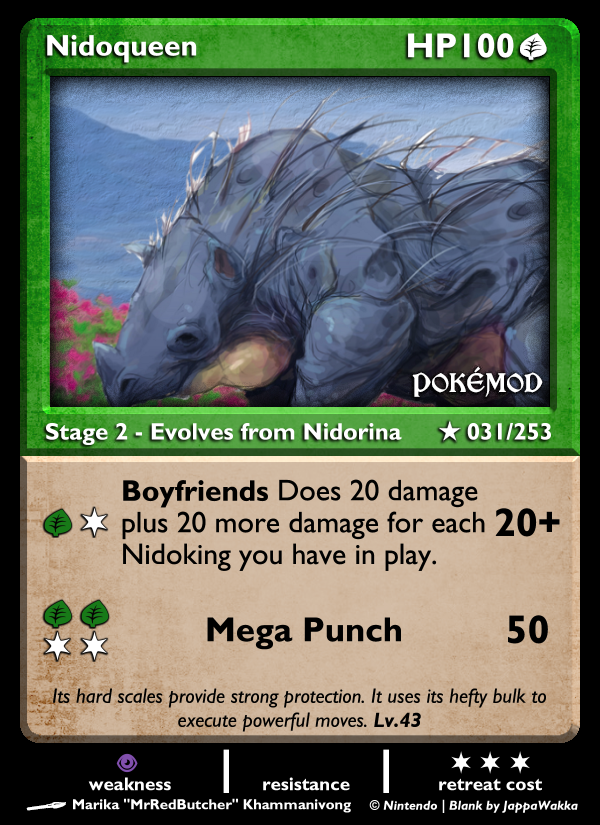 Nidoqueen HP100
POKÉMOD
Stage 2 - Evolves from Nidorina ★ 031/253
Boyfriends Does 20 damage
plus 20 more damage for each 20+
Nidoking you have in play.
Mega Punch 50
Its hard scales provide strong protection. It uses its hefty bulk to
execute powerful moves. Lv.43
weakness resistance retreat cost
Marika "MrRedButcher" Khammanivong © Nintendo | Blank by JappaWakka